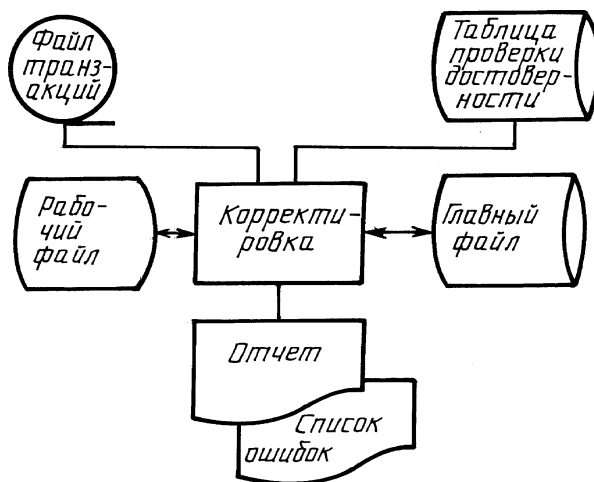 Файл
транз-
акций
Таблица
проверки
достовер-
ности
Рабо-
чий
файл
Корректи-
ровка
Главный
файл
Отчет
Список
ошибок